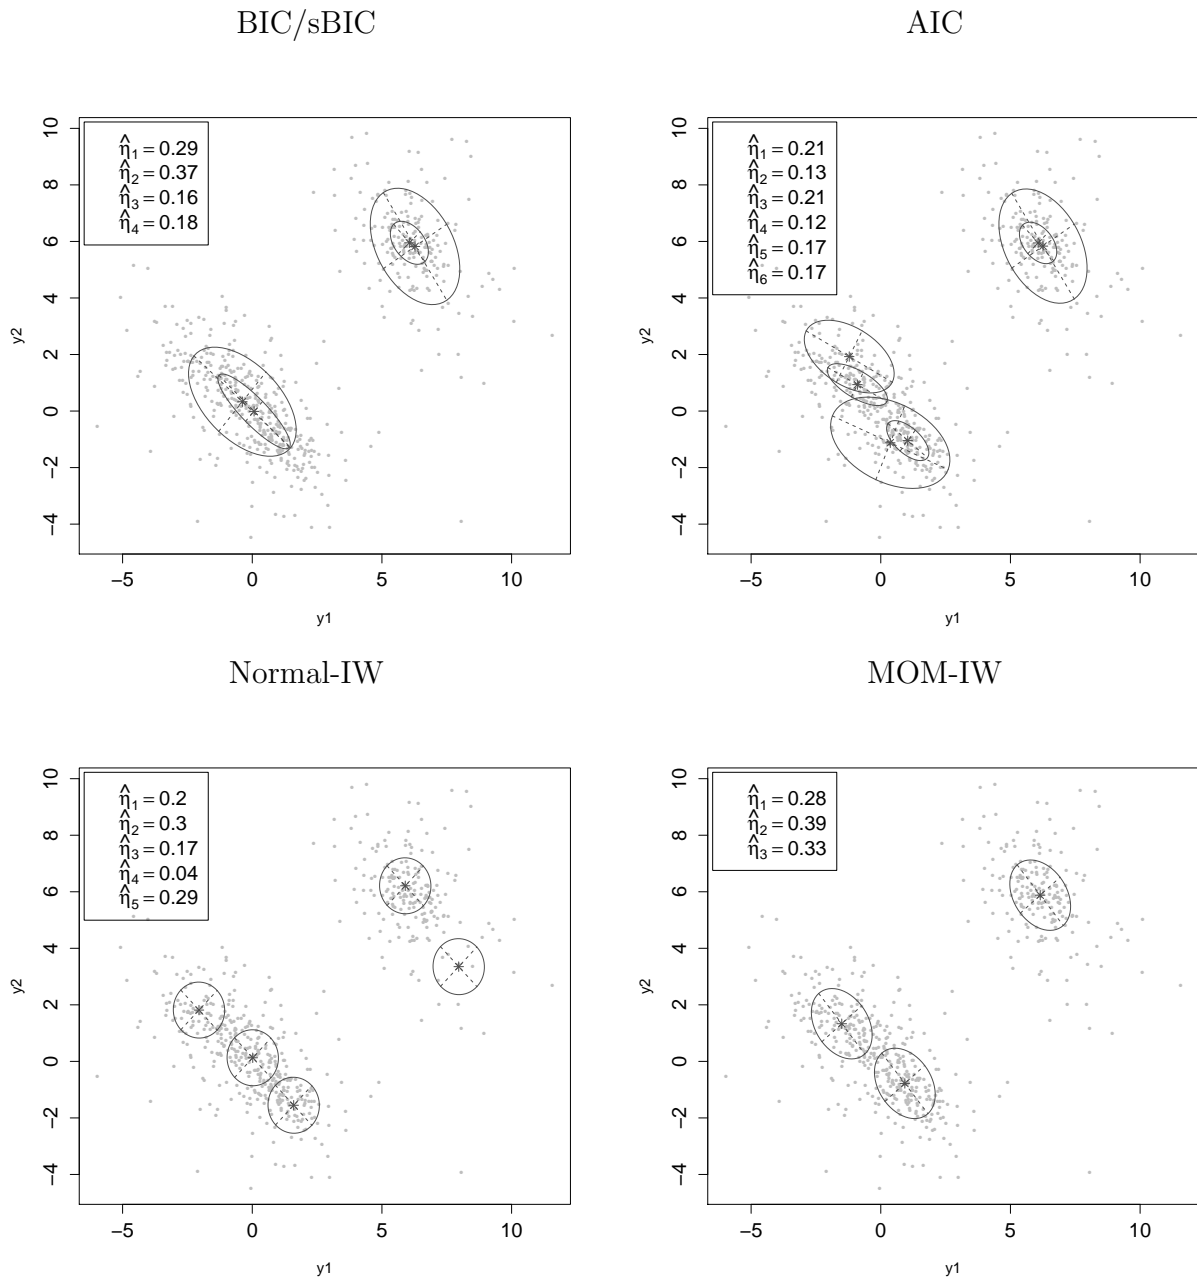 BIC/sBIC
AIC
η̂1 = 0.29
η̂2 = 0.37
η̂3 = 0.16
η̂4 = 0.18
y2
−4 −2 0 2 4 6 8 10
−5 0 5 10
y1
η̂1 = 0.21
η̂2 = 0.13
η̂3 = 0.21
η̂4 = 0.12
η̂5 = 0.17
η̂6 = 0.17
y2
−4 −2 0 2 4 6 8 10
−5 0 5 10
y1
Normal-IW
MOM-IW
η̂1 = 0.2
η̂2 = 0.3
η̂3 = 0.17
η̂4 = 0.04
η̂5 = 0.29
y2
−4 −2 0 2 4 6 8 10
−5 0 5 10
y1
η̂1 = 0.28
η̂2 = 0.39
η̂3 = 0.33
y2
−4 −2 0 2 4 6 8 10
−5 0 5 10
y1